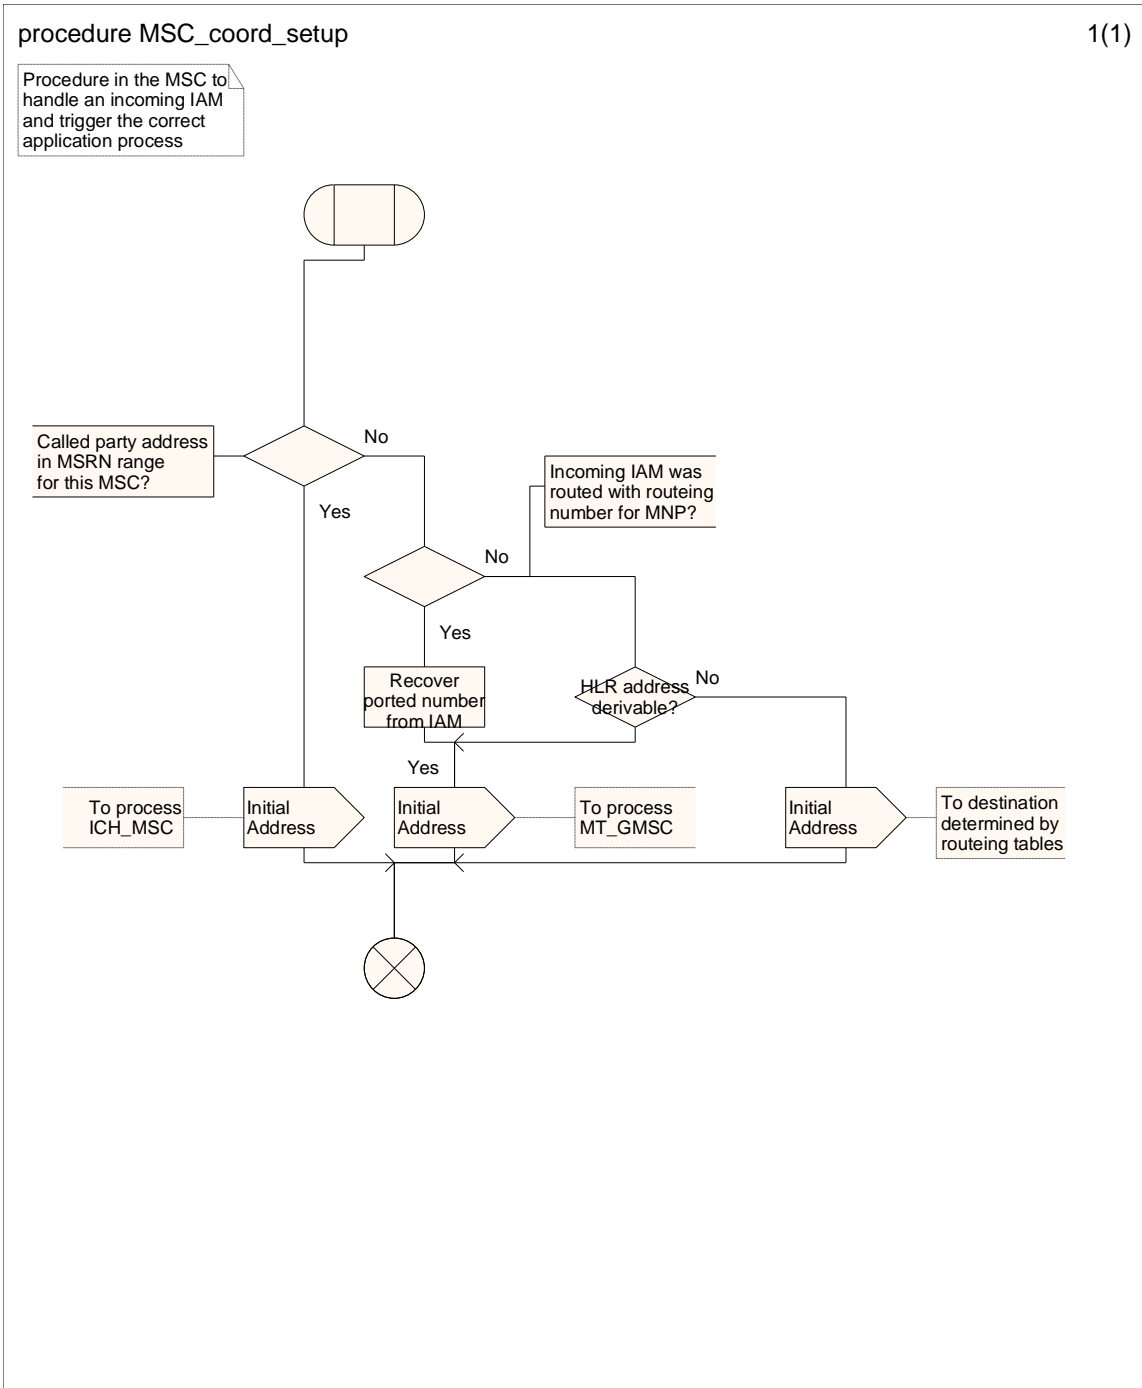 procedure MSC_coord_setup
1(1)
Procedure in the MSC to
handle an incoming IAM
and trigger the correct
application process
Called party address
in MSRN range
for this MSC?
No
Yes
Incoming IAM was
routed with routeing
number for MNP?
No
Yes
Recover
ported number
from IAM
HLR address
derivable?
No
Yes
To process
ICH_MSC
Initial
Address
Initial
Address
To process
MT_GMSC
Initial
Address
To destination
determined by
routeing tables